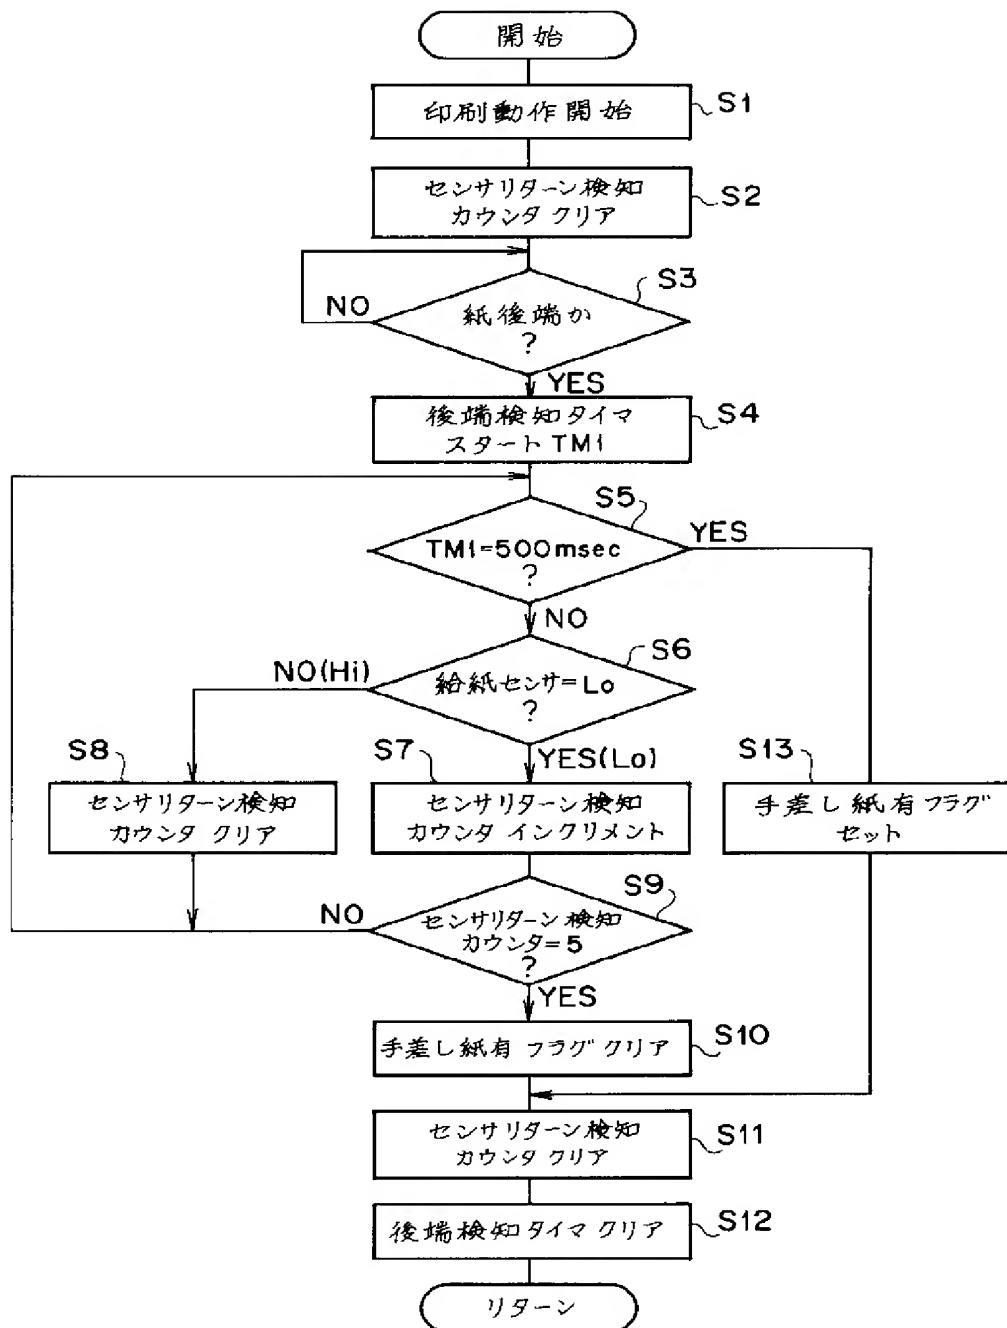 開始
印刷動作開始
S1
センサリターン検知
カウンタ クリア
S2
S3
NO
紙後端か
?
YES
後端検知タイマ
スタート TM1
S4
S5
YES
TM1=500msec
?
NO
S6
NO(Hi)
給紙センサ=Lo
?
S8
S7
YES(Lo)
S13
センサリターン検知
カウンタ クリア
センサリターン検知
カウンタ インクリメント
手差し紙有フラグ
セット
S9
NO
センサリターン検知
カウンタ=5
?
YES
手差し紙有 フラグ クリア
S10
センサリターン検知
カウンタ クリア
S11
後端検知タイマ クリア
S12
リターン